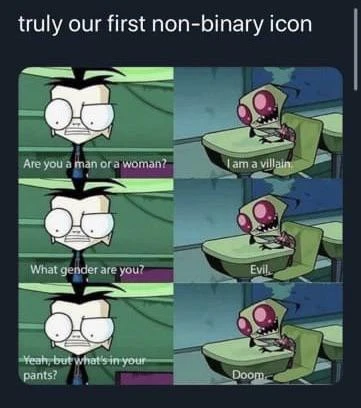 truly our first non-binary icon
Are you a man or a woman?
I am a villain.
What gender are you?
Evil.
Yeah, but what's in your
pants?
Doom.